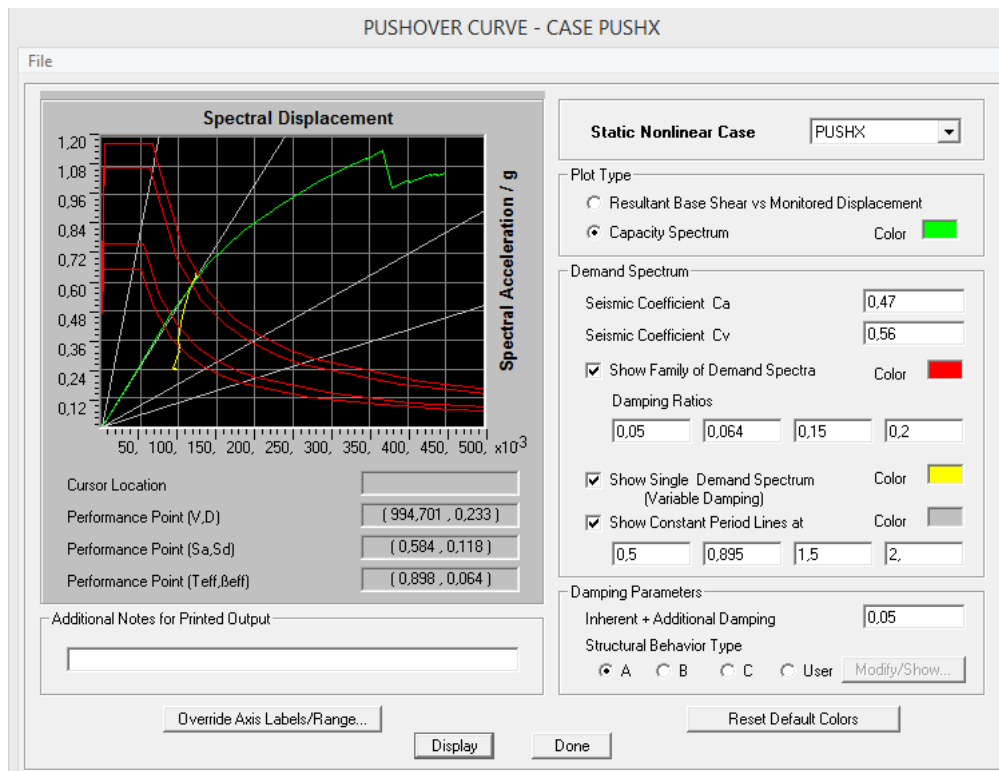 PUSHOVER CURVE - CASE PUSHX
File
Spectral Displacement
1,20
1,08
0,96
0,84
0,72
0,60
0,48
0,36
0,24
0,12
50, 100, 150, 200, 250, 300, 350, 400, 450, 500, x10-3
Spectral Acceleration / g
Cursor Location
Performance Point (V,D) ( 994,701 , 0,233 )
Performance Point (Sa,Sd) ( 0,584 , 0,118 )
Performance Point (Teff,βeff) ( 0,898 , 0,064 )
Additional Notes for Printed Output
Static Nonlinear Case PUSHX
Plot Type
Resultant Base Shear vs Monitored Displacement
Capacity Spectrum Color
Demand Spectrum
Seismic Coefficient Ca 0,47
Seismic Coefficient Cv 0,56
Show Family of Demand Spectra Color
Damping Ratios
0,05 0,064 0,15 0,2
Show Single Demand Spectrum Color
(Variable Damping)
Show Constant Period Lines at Color
0,5 0,895 1,5 2,
Damping Parameters
Inherent + Additional Damping 0,05
Structural Behavior Type
A B C User Modify/Show...
Override Axis Labels/Range... Reset Default Colors
Display Done